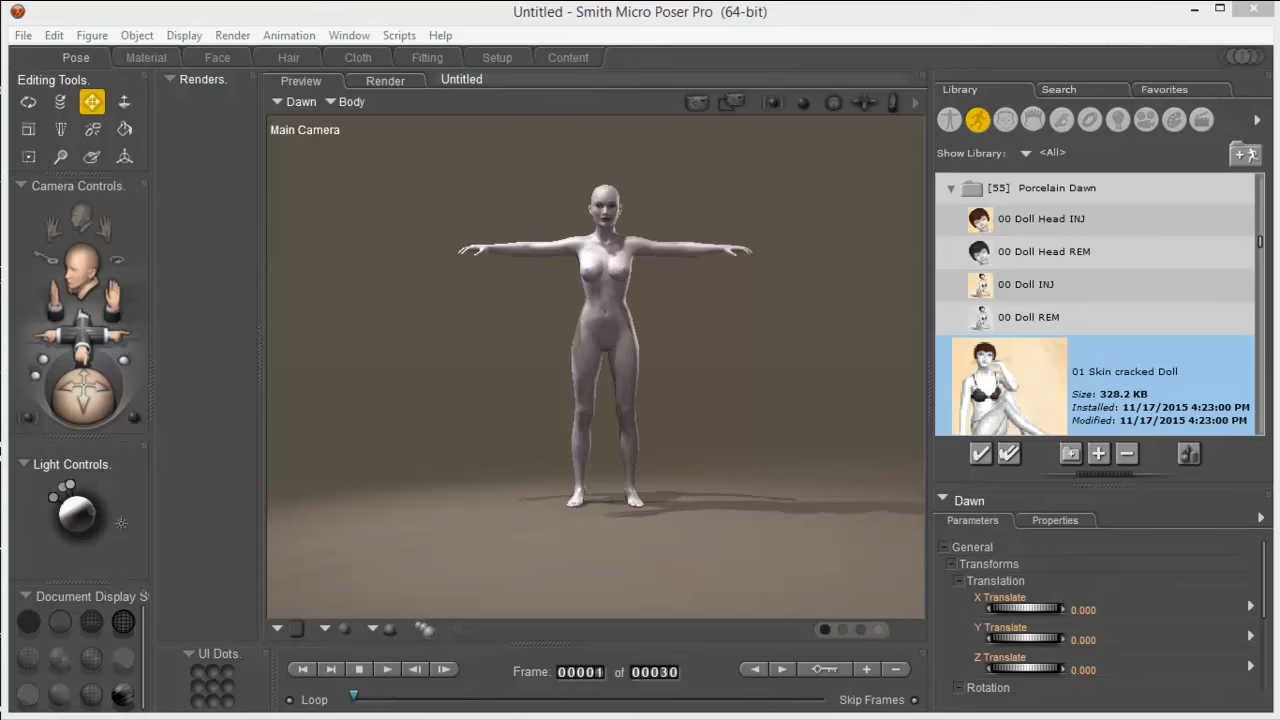 Untitled - Smith Micro Poser Pro (64-bit)
File Edit Figure Object Display Render Animation Window Scripts Help
Pose Material Face Hair Cloth Fitting Setup Content
Editing Tools.
Renders.
Preview Render Untitled
Dawn Body
Main Camera
Camera Controls.
Light Controls.
Document Display S
UI Dots.
Frame: 00001 of 00030
Loop
Skip Frames
Library Search Favorites
Show Library: <All>
[55] Porcelain Dawn
00 Doll Head INJ
00 Doll Head REM
00 Doll INJ
00 Doll REM
01 Skin cracked Doll
Size: 328.2 KB
Installed: 11/17/2015 4:23:00 PM
Modified: 11/17/2015 4:23:00 PM
Dawn
Parameters Properties
General
Transforms
Translation
X Translate
0.000
Y Translate
0.000
Z Translate
0.000
Rotation